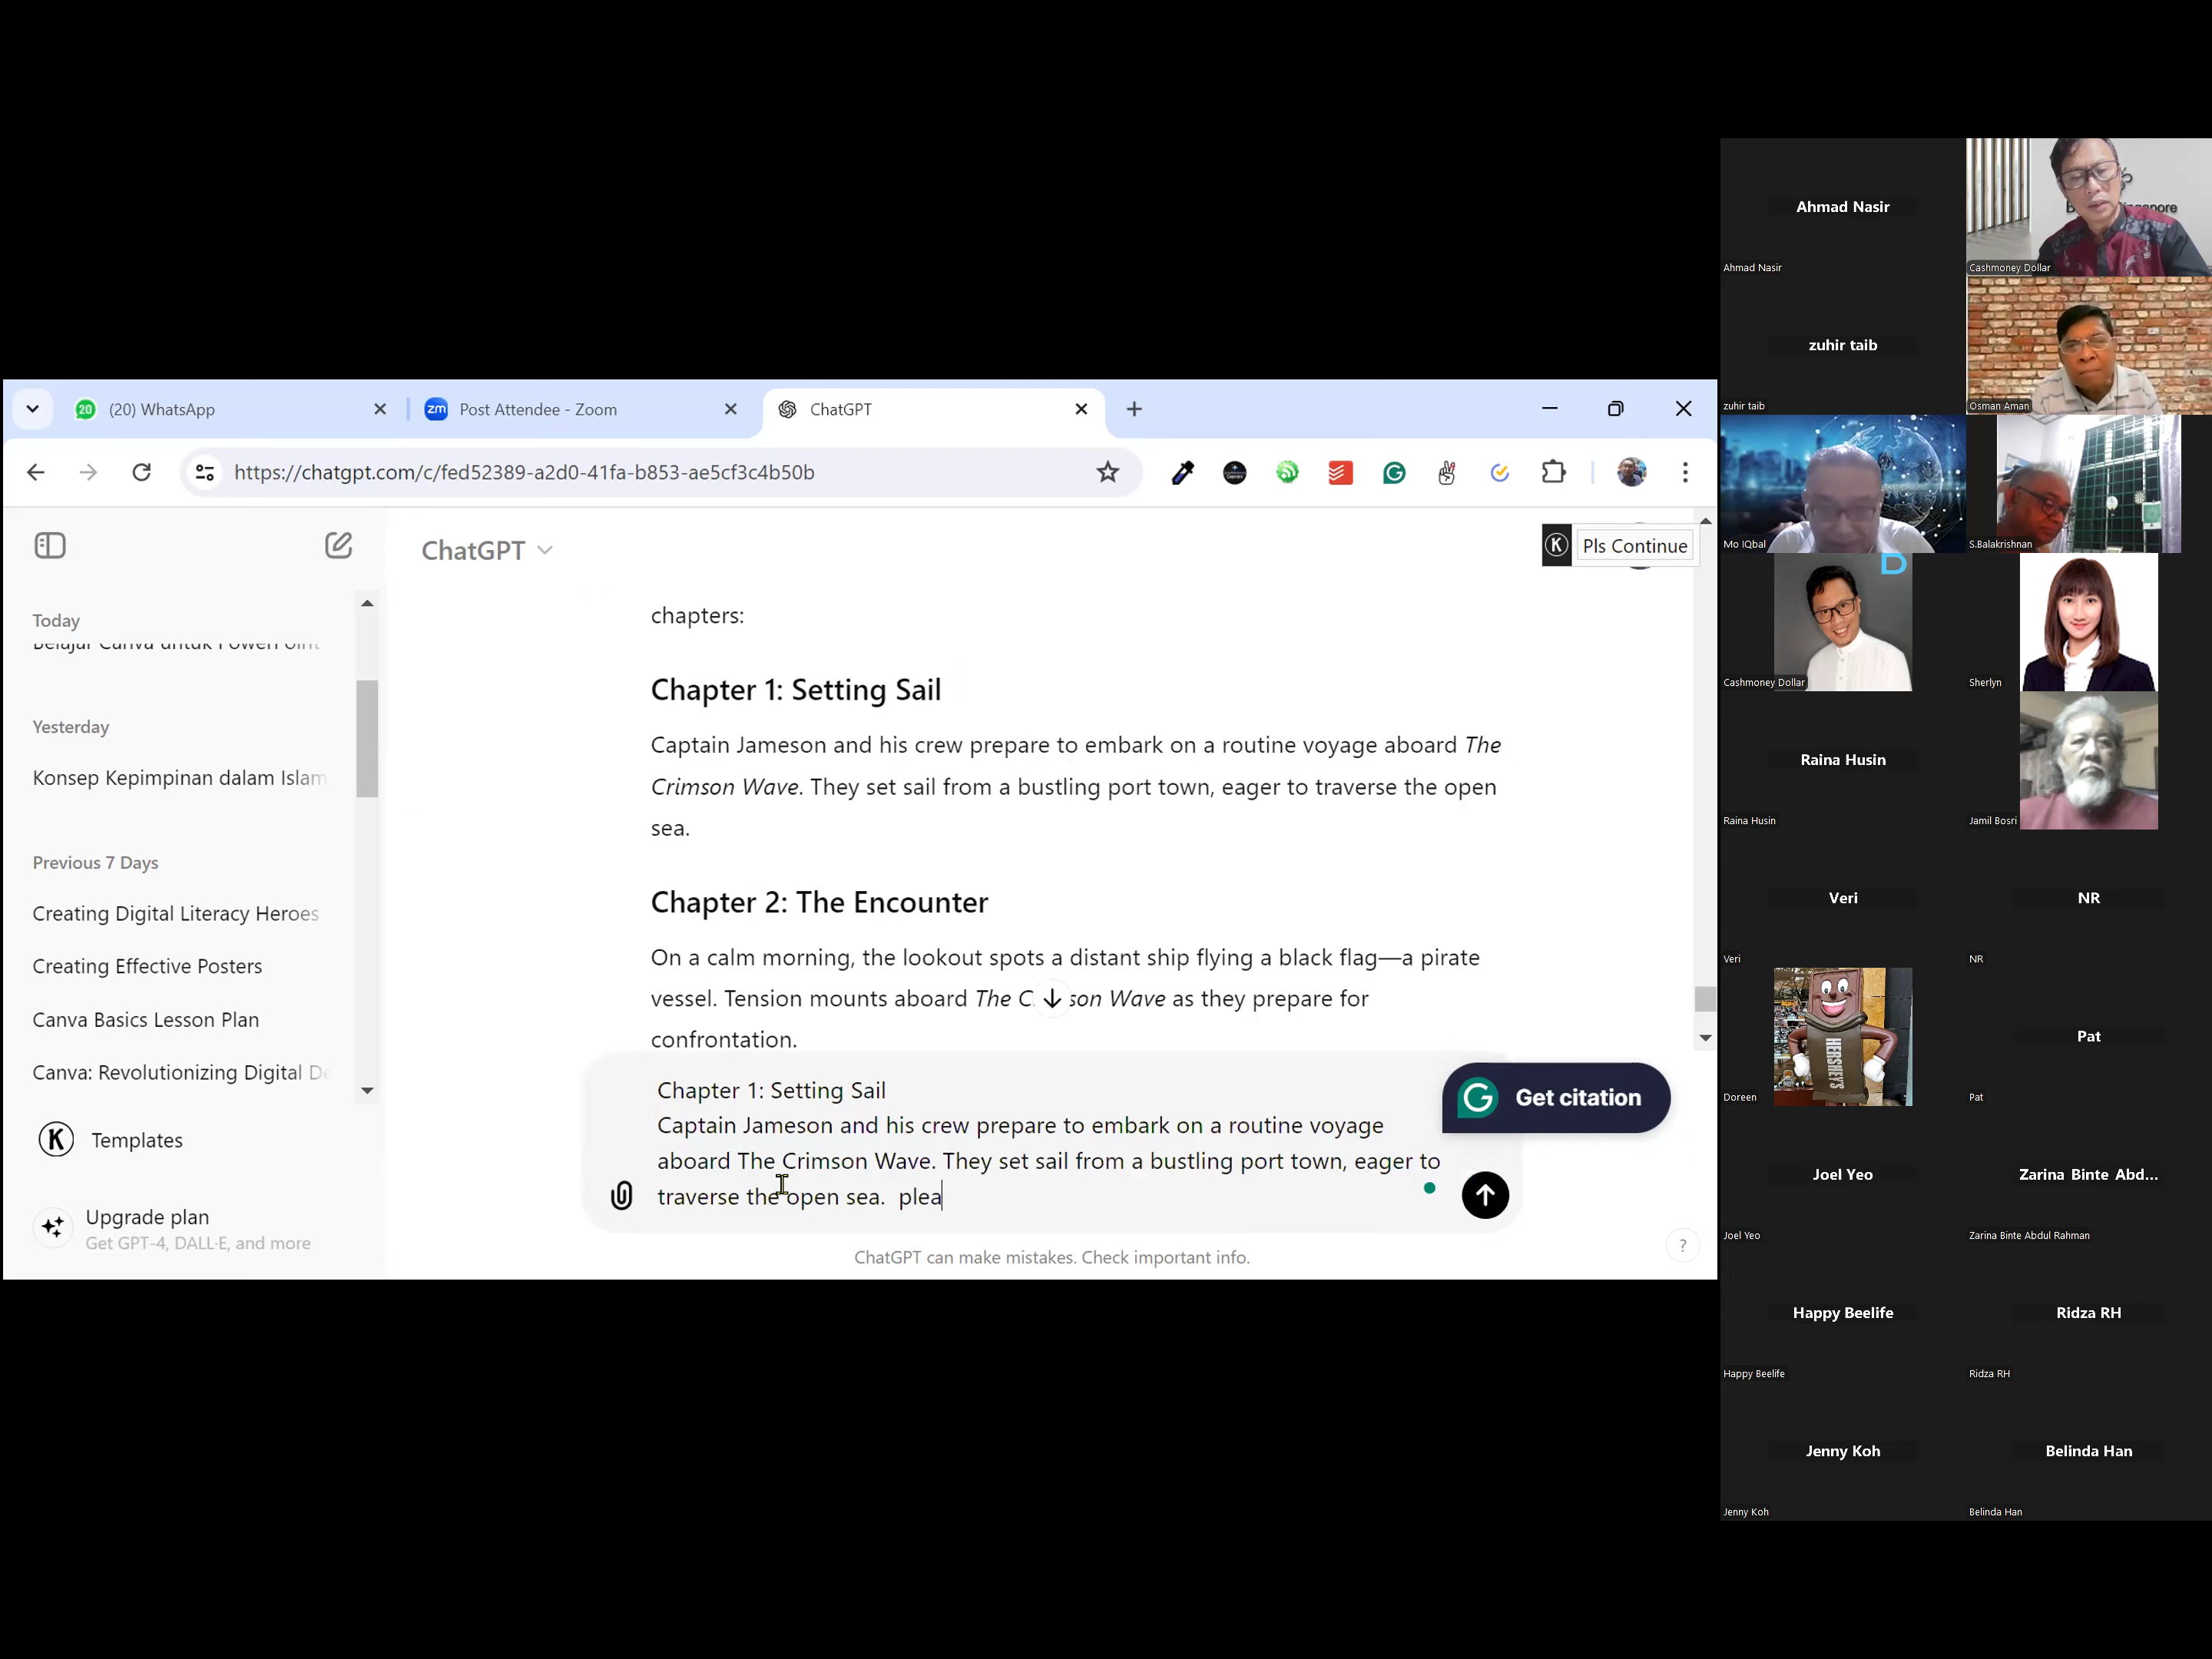 20
(20) WhatsApp
zm
Post Attendee - Zoom
ChatGPT
https://chatgpt.com/c/fed52389-a2d0-41fa-b853-ae5cf3c4b50b
ChatGPT
K
Pls Continue
Today
Belajar Canva untuk PowerPoint
Yesterday
Konsep Kepimpinan dalam Islam
Previous 7 Days
Creating Digital Literacy Heroes
Creating Effective Posters
Canva Basics Lesson Plan
Canva: Revolutionizing Digital De
K
Templates
Upgrade plan
Get GPT-4, DALL·E, and more
chapters:
Chapter 1: Setting Sail
Captain Jameson and his crew prepare to embark on a routine voyage aboard The
Crimson Wave. They set sail from a bustling port town, eager to traverse the open
sea.
Chapter 2: The Encounter
On a calm morning, the lookout spots a distant ship flying a black flag—a pirate
vessel. Tension mounts aboard The C son Wave as they prepare for
confrontation.
Chapter 1: Setting Sail
Captain Jameson and his crew prepare to embark on a routine voyage
aboard The Crimson Wave. They set sail from a bustling port town, eager to
traverse the open sea.  plea
G
Get citation
ChatGPT can make mistakes. Check important info.
?
Ahmad Nasir
Ahmad Nasir
Cashmoney Dollar
zuhir taib
zuhir taib
Osman Aman
Mo IQbal
S.Balakrishnan
Cashmoney Dollar
Sherlyn
Raina Husin
Raina Husin
Jamil Bosri
Veri
Veri
NR
NR
HERSHEY'S
Doreen
Pat
Pat
Joel Yeo
Joel Yeo
Zarina Binte Abd...
Zarina Binte Abdul Rahman
Happy Beelife
Happy Beelife
Ridza RH
Ridza RH
Jenny Koh
Jenny Koh
Belinda Han
Belinda Han